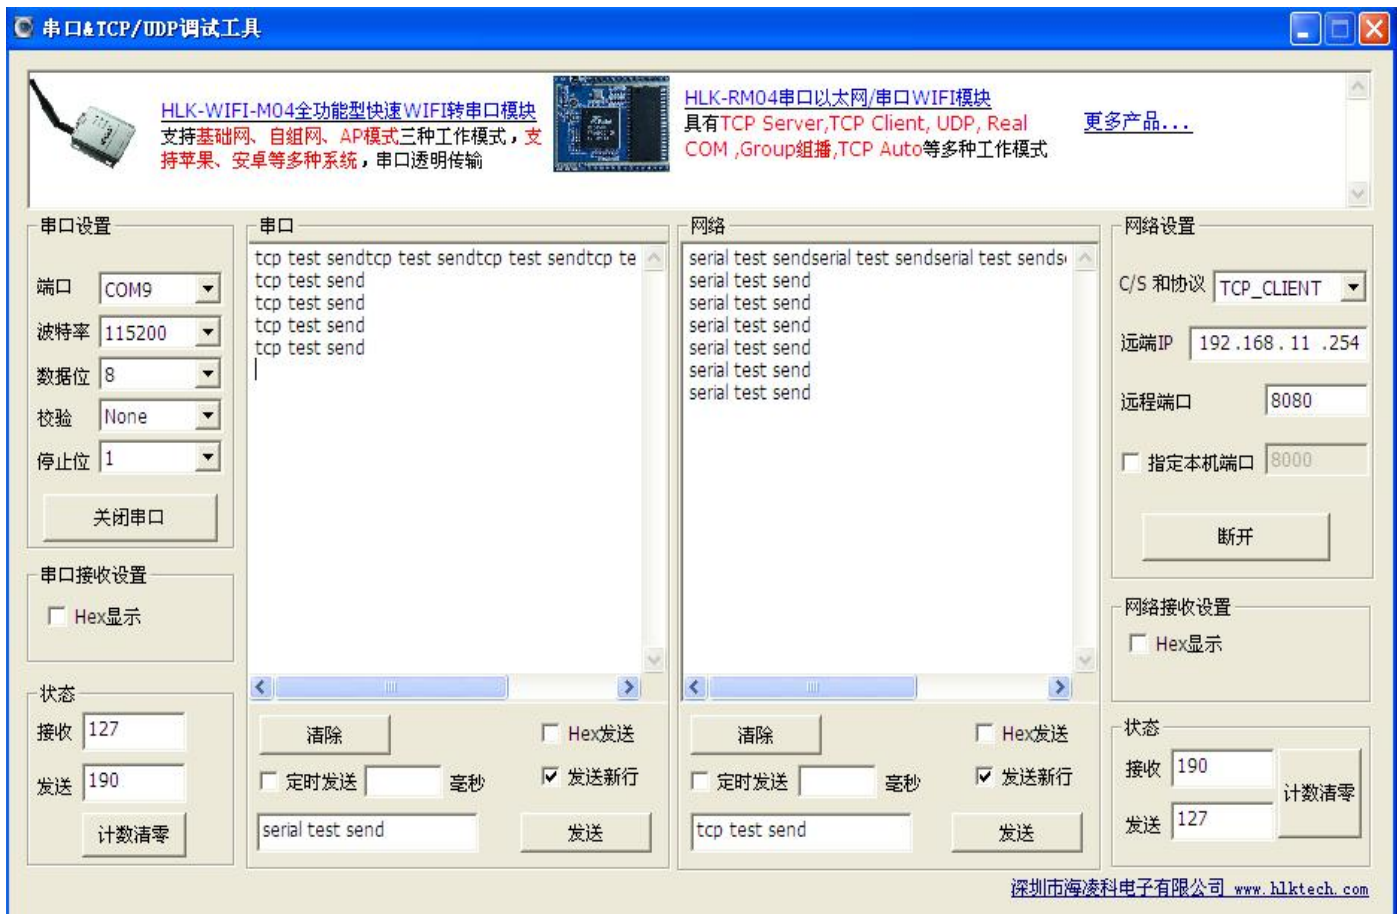 串口&TCP/UDP调试工具
HLK-WIFI-M04全功能型快速WIFI转串口模块
支持基础网、自组网、AP模式三种工作模式，支
持苹果、安卓等多种系统，串口透明传输
HLK-RM04串口以太网/串口WIFI模块
具有TCP Server,TCP Client, UDP, Real
COM ,Group组播,TCP Auto等多种工作模式
更多产品...
串口设置
端口 COM9
波特率 115200
数据位 8
校验 None
停止位 1
关闭串口
串口接收设置
Hex显示
状态
接收 127
发送 190
计数清零
串口
tcp test sendtcp test sendtcp test sendtcp te
tcp test send
tcp test send
tcp test send
tcp test send
清除
Hex发送
定时发送 毫秒
发送新行
serial test send
发送
网络
serial test sendserial test sendserial test sends
serial test send
serial test send
serial test send
serial test send
serial test send
serial test send
清除
Hex发送
定时发送 毫秒
发送新行
tcp test send
发送
网络设置
C/S 和协议 TCP_CLIENT
远端IP 192 .168 . 11 .254
远程端口 8080
指定本机端口 8000
断开
网络接收设置
Hex显示
状态
接收 190
发送 127
计数清零
深圳市海凌科电子有限公司 www.hlktech.com